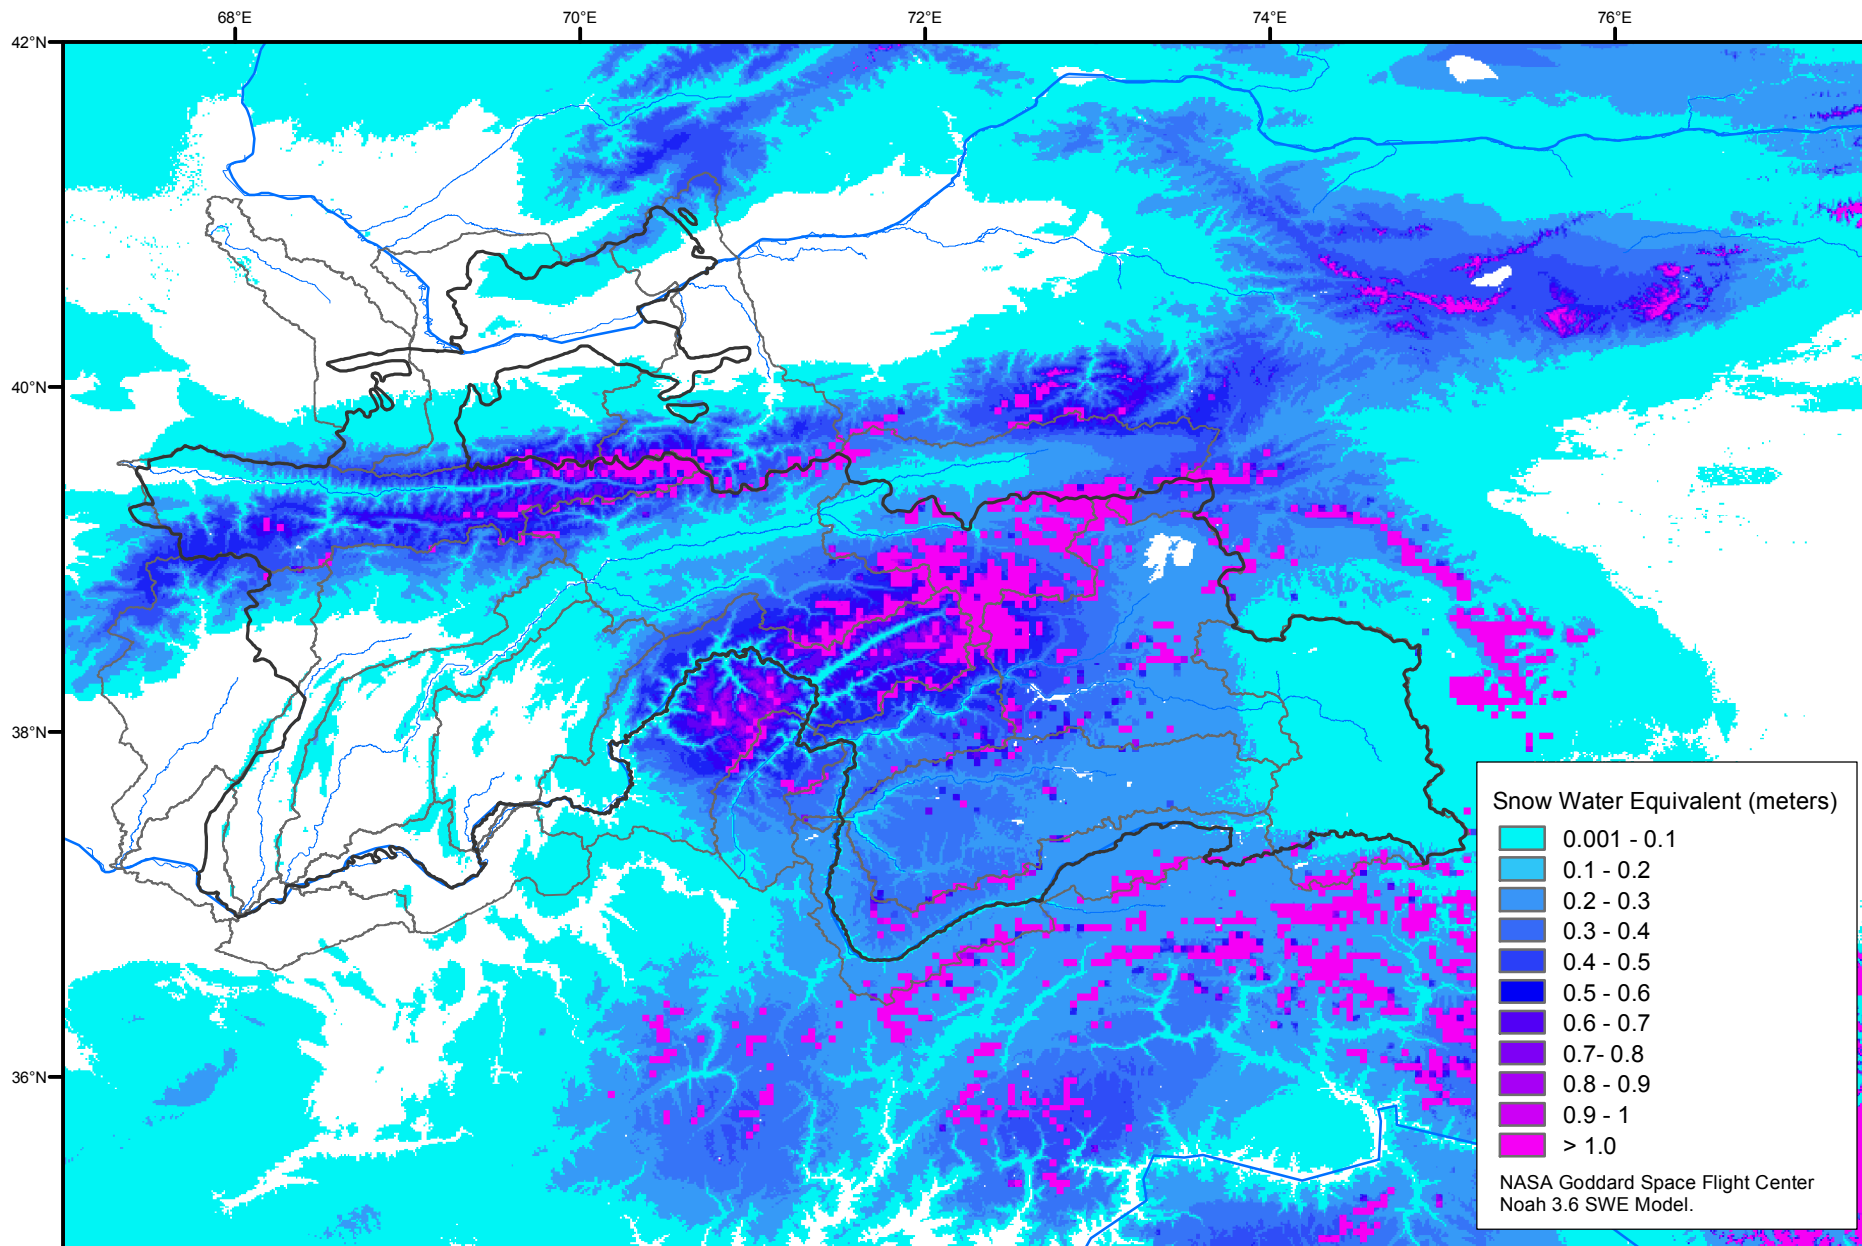 68°E
70°E
72°E
74°E
76°E
42°N
40°N
38°N
36°N
Snow Water Equivalent (meters)
0.001 - 0.1
0.1 - 0.2
0.2 - 0.3
0.3 - 0.4
0.4 - 0.5
0.5 - 0.6
0.6 - 0.7
0.7- 0.8
0.8 - 0.9
0.9 - 1
> 1.0
NASA Goddard Space Flight Center
Noah 3.6 SWE Model.